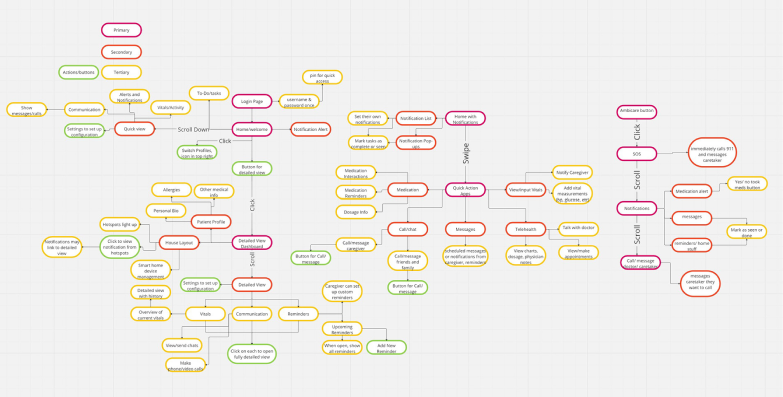 Primary
Secondary
Actions/buttons
Tertiary
pin for quick
access
To-Do/tasks
Login Page
username &
password once
Alerts and
Notifications
Vitals/Activity
Show
messages/calls
Communication
Settings to set up
configuration
Quick view
Scroll Down
Home/welcome
Notification Alert
Click
Switch Profiles,
icon in top right
Button for
detailed view
Click
Allergies
Other medical
info
Personal Bio
Parent Profile
Hotspots light up
Notifications may
link to detailed
view
Click to view
notification from
hotspots
House Layout
Detailed View
Dashboard
Smart home
device
management
Scroll
Settings to set up
configuration
Detailed View
Detailed view
with history
Overview of
current vitals
Vitals
Communication
Reminders
Caregiver can set
up custom
reminders
Upcoming
Reminders
When open, show
all reminders
Add New
Reminder
View/send chats
Make
phone/video calls
Click on each to open
fully detailed view
Set their own
notifications
Notification List
Home with
Notifications
Mark tasks as
complete or
Notification Pop
ups
Swipe
Medication
Interactions
Medication
Reminders
Dosage Info
Medication
Quick Action
Apps
View/input Vitals
Notify Caregiver
Add vital
measurements
(bp, glucose, etc)
Call/chat
Messages
Telehealth
Talk with doctor
Call/message
caregiver
Button for Call/
message
Call/message
friends and
family
Button for Call/
message
scheduled messages
or notifications from
caregiver, reminders
View charts,
dosage, physician
notes
View/make
appointments
Ambicare button
Click
SOS
immediately calls 911
and messages
caretaker
Scroll
Notifications
Medication alert
'Yes' to took
med button
messages
Mark as seen or
done
reminders/ home
stuff
Scroll
Call/ message
doctor/ caretaker
messages
caretaker they
want to call